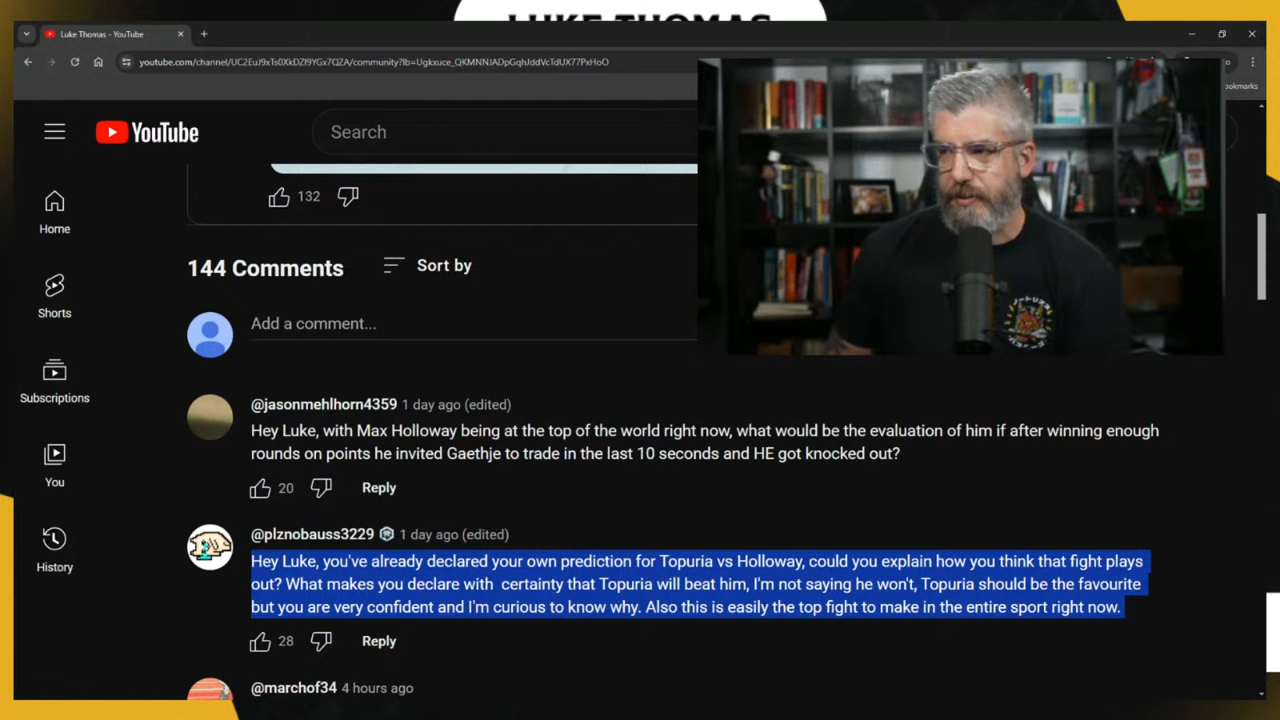 LUKE THOMAS
Luke Thomas - YouTube
youtube.com/channel/UC2EuJ9xTs0XkDZl9YGx7QZA/community?lb=Ugkxuce_QKMNNJADpGqhJddVcTdUX77PxHoO
ookmarks
YouTube
Search
132
Home
144 Comments
Sort by
Shorts
Add a comment...
Subscriptions
@jasonmehlhorn4359 1 day ago (edited)
Hey Luke, with Max Holloway being at the top of the world right now, what would be the evaluation of him if after winning enough
rounds on points he invited Gaethje to trade in the last 10 seconds and HE got knocked out?
You
20
Reply
@plznobauss3229 1 day ago (edited)
History
Hey Luke, you've already declared your own prediction for Topuria vs Holloway, could you explain how you think that fight plays
out? What makes you declare with certainty that Topuria will beat him, I'm not saying he won't, Topuria should be the favourite
but you are very confident and I'm curious to know why. Also this is easily the top fight to make in the entire sport right now.
28
Reply
@marchof34 4 hours ago